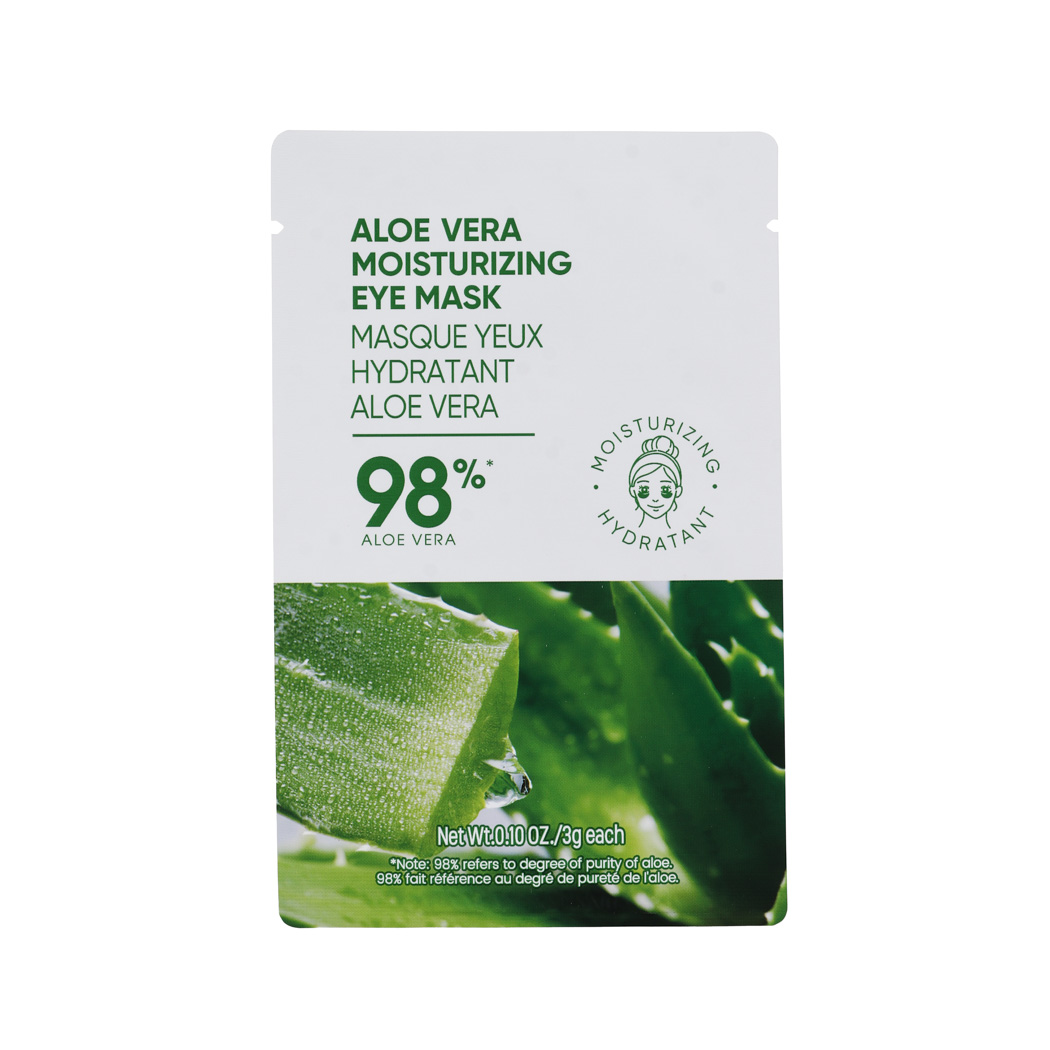 ALOE VERA
MOISTURIZING
EYE MASK
MASQUE YEUX
HYDRATANT
ALOE VERA
98%*
ALOE VERA
• MOISTURIZING •
HYDRATANT
Net Wt.0.10 OZ./3g each
*Note: 98% refers to degree of purity of aloe.
98% fait référence au degré de pureté de l'aloe.